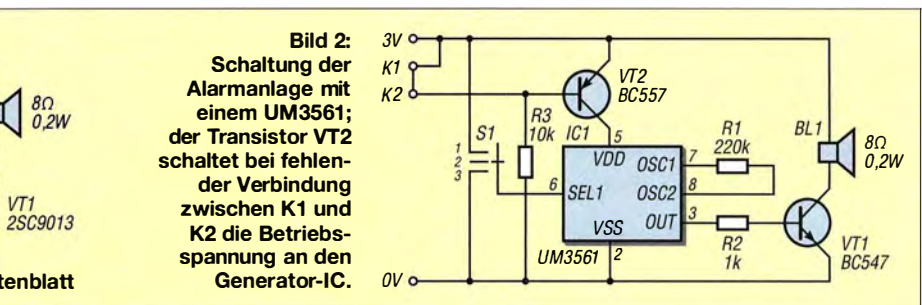 8Ω
0,2W
VT1
2SC9013
tenblatt
Bild 2:
Schaltung der
Alarmanlage mit
einem UM3561;
der Transistor VT2
schaltet bei fehlen-
der Verbindung
zwischen K1 und
K2 die Betriebs-
spannung an den
Generator-IC.
3V
K1
K2
0V
S1
1
2
3
R3
10k
VT2
BC557
IC1
5
VDD
OSC1
7
OSC2
8
6
SEL1
OUT
3
VSS
2
UM3561
R1
220k
R2
1k
BL1
8Ω
0,2W
VT1
BC547